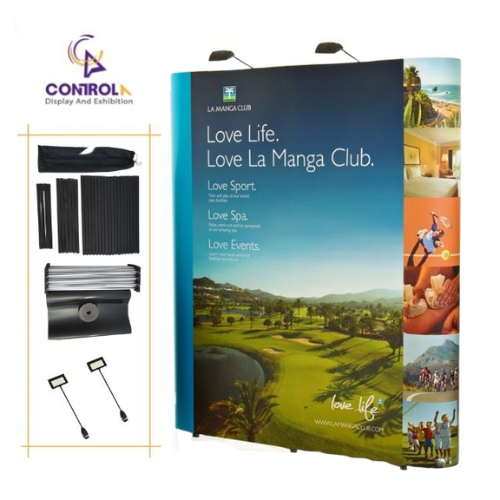 CONTROL
Display And Exhibition
LA MANGA CLUB
Love Life.
Love La Manga Club.
Love Sport.
Love Spa.
Love Events.
love life
WWW.LAMANGACLUB.COM